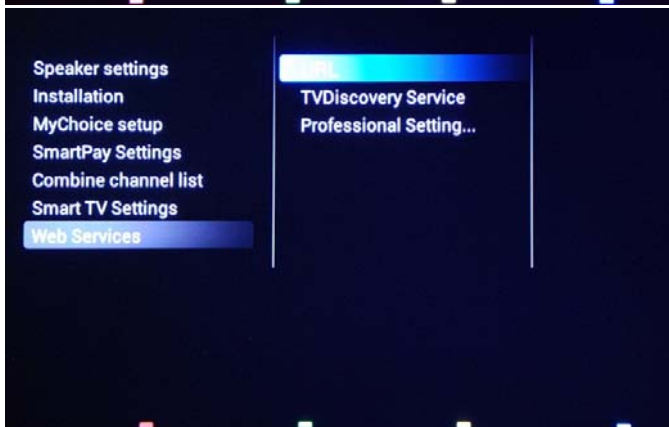 Speaker settings
Installation
MyChoice setup
SmartPay Settings
Combine channel list
Smart TV Settings
Web Services
URL
TVDiscovery Service
Professional Setting...